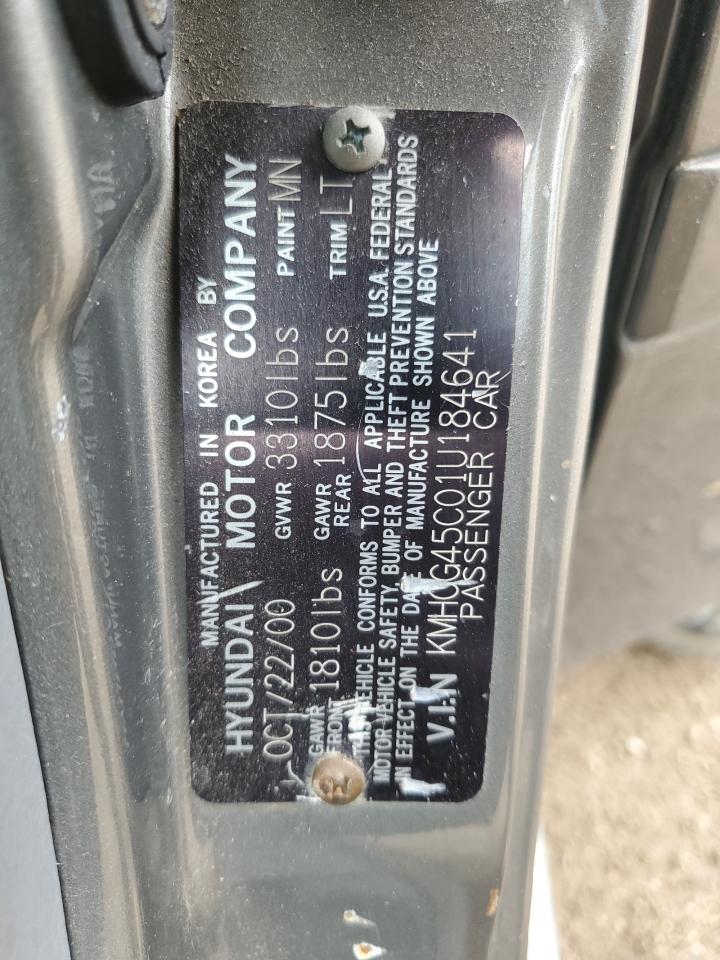 MANUFACTURED IN KOREA BY
HYUNDAI MOTOR COMPANY
OCT/22/00 GVWR 3310lbs PAINT MN
GAWR FRONT 1810lbs GAWR REAR 1875lbs TRIM LT
THIS VEHICLE CONFORMS TO ALL APPLICABLE U.S.A. FEDERAL
MOTOR VEHICLE SAFETY, BUMPER AND THEFT PREVENTION STANDARDS
IN EFFECT ON THE DATE OF MANUFACTURE SHOWN ABOVE
V.I.N KMHCG45C01U184641
PASSENGER CAR